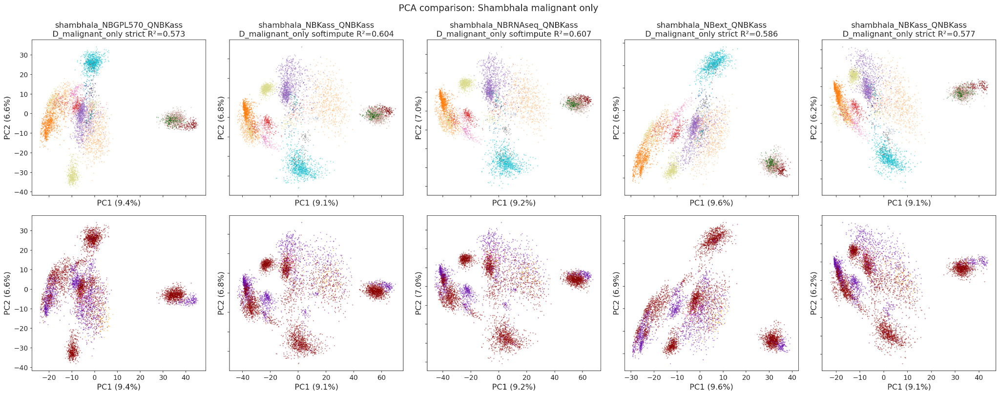 PCA comparison: Shambhala malignant only
shambhala_NBGPL570_QNBKass
D_malignant_only strict R²=0.573
shambhala_NBKass_QNBKass
D_malignant_only softimpute R²=0.604
shambhala_NBRNAseq_QNBKass
D_malignant_only softimpute R²=0.607
shambhala_NBext_QNBKass
D_malignant_only strict R²=0.586
shambhala_NBKass_QNBKass
D_malignant_only strict R²=0.577
30
20
10
0
−10
−20
−30
−40
PC2 (6.6%)
PC2 (6.8%)
PC2 (7.0%)
PC2 (6.9%)
PC2 (6.2%)
PC1 (9.4%)
PC1 (9.1%)
PC1 (9.2%)
PC1 (9.6%)
PC1 (9.1%)
30
20
10
0
−10
−20
−30
−40
PC2 (6.6%)
PC2 (6.8%)
PC2 (7.0%)
PC2 (6.9%)
PC2 (6.2%)
−20 −10 0 10 20 30 40
−40 −20 0 20 40 60
−40 −20 0 20 40 60
−30 −20 −10 0 10 20 30 40
−20 −10 0 10 20 30 40
PC1 (9.4%)
PC1 (9.1%)
PC1 (9.2%)
PC1 (9.6%)
PC1 (9.1%)